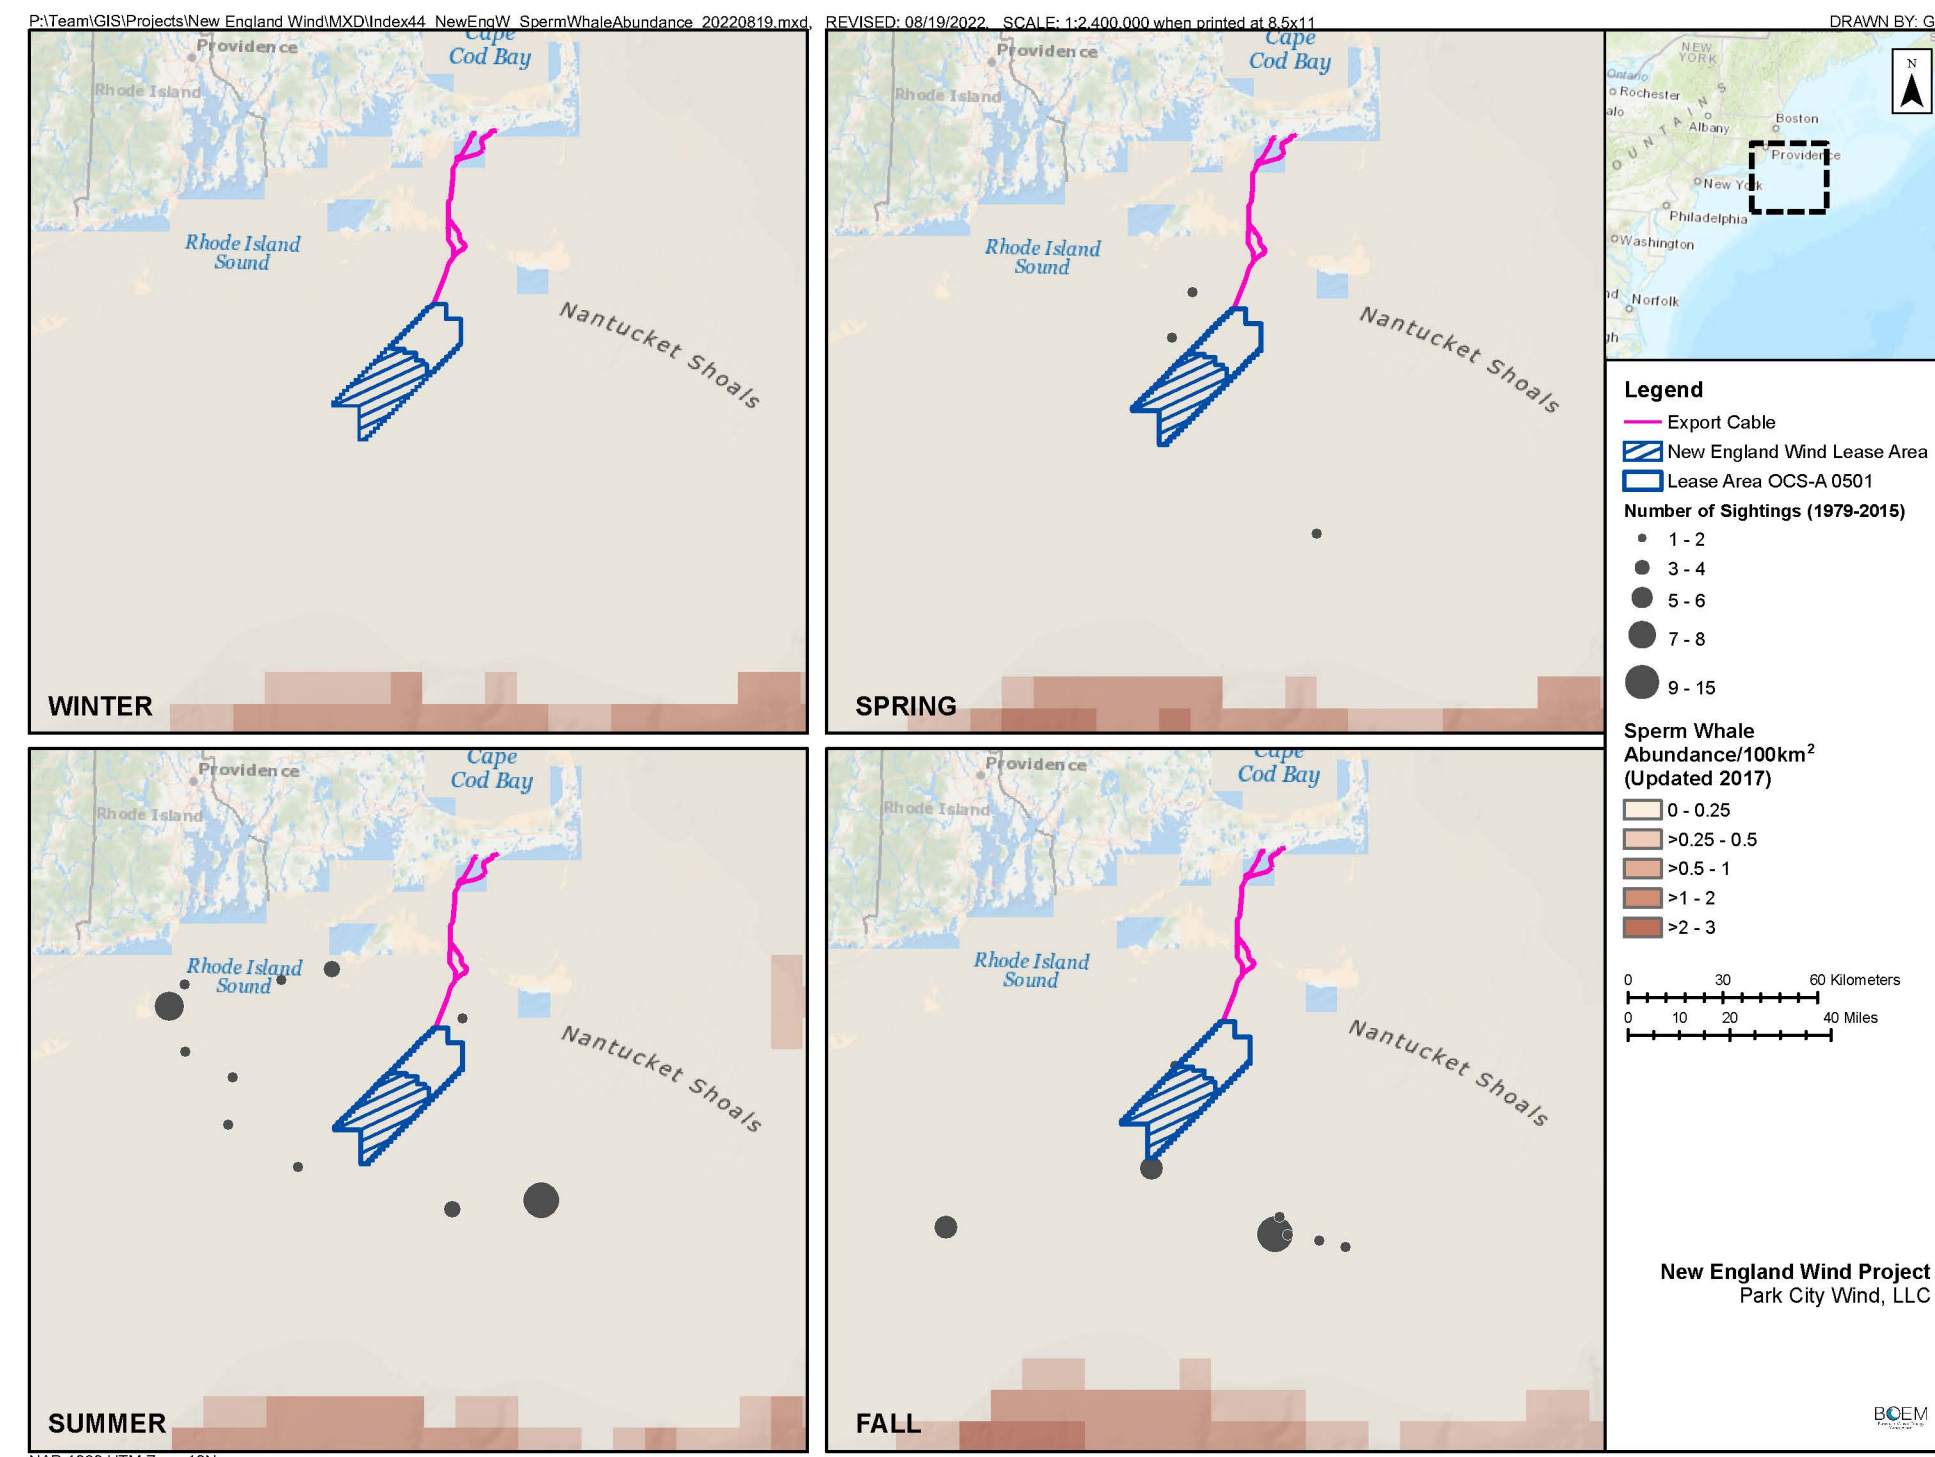 P:\Team\GIS\Projects\New England Wind\MXD\Index44_NewEngW_SpermWhaleAbundance_20220819.mxd, REVISED: 08/19/2022, SCALE: 1:2,400,000 when printed at 8.5x11
DRAWN BY: G
Providence
Cape
Cod Bay
Rhode Island
Rhode Island
Sound
Nantucket Shoals
WINTER
Providence
Cape
Cod Bay
Rhode Island
Rhode Island
Sound
Nantucket Shoals
SPRING
Providence
Cape
Cod Bay
Rhode Island
Rhode Island
Sound
Nantucket Shoals
SUMMER
Providence
Cape
Cod Bay
Rhode Island
Rhode Island
Sound
Nantucket Shoals
FALL
NEW
YORK
N
Ontario
Rochester
alo
Albany
Boston
OUNTAINS
Providence
New York
Philadelphia
Washington
nd
Norfolk
gh
Legend
Export Cable
New England Wind Lease Area
Lease Area OCS-A 0501
Number of Sightings (1979-2015)
1 - 2
3 - 4
5 - 6
7 - 8
9 - 15
Sperm Whale
Abundance/100km²
(Updated 2017)
0 - 0.25
>0.25 - 0.5
>0.5 - 1
>1 - 2
>2 - 3
0 30 60 Kilometers
0 10 20 40 Miles
New England Wind Project
Park City Wind, LLC
BOEM